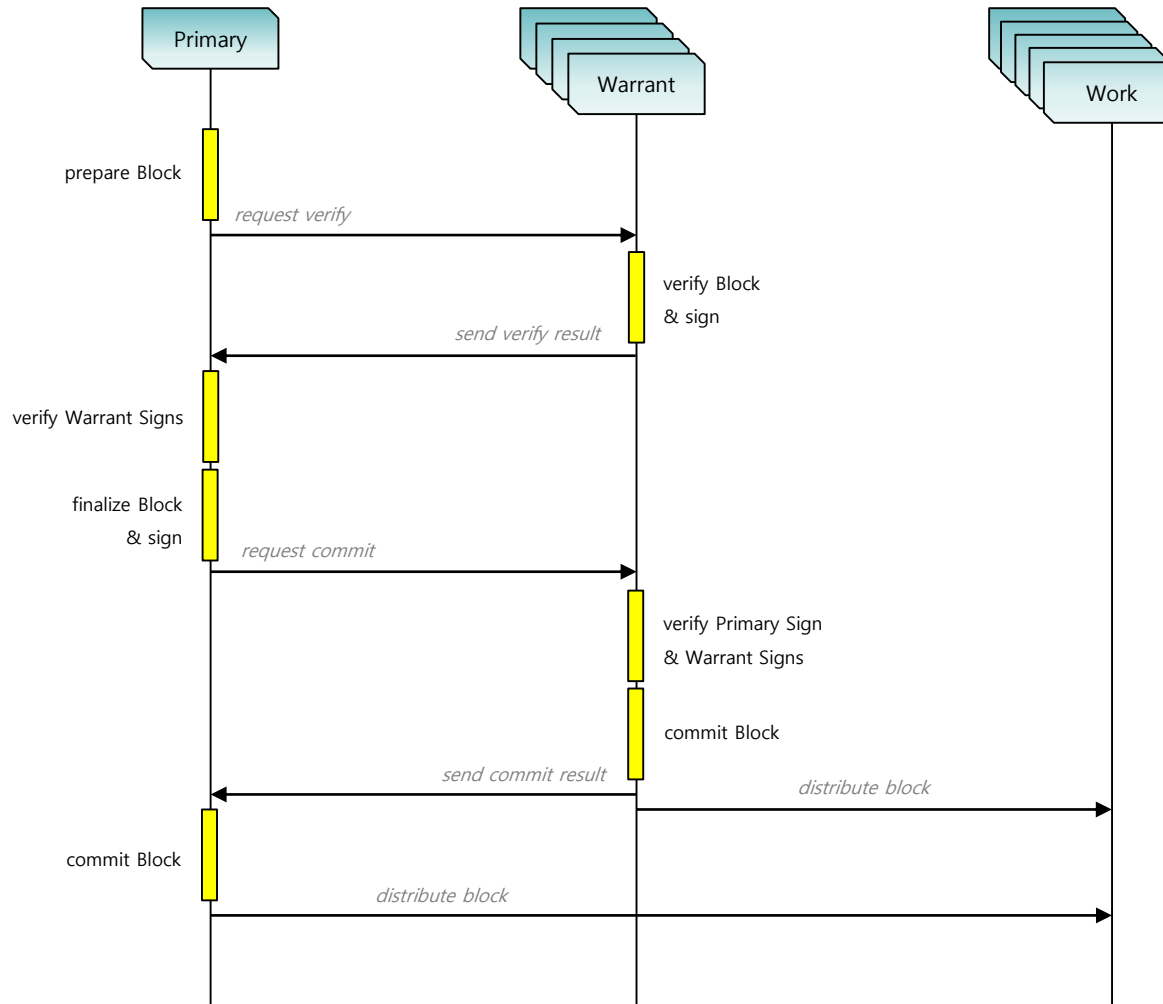 Primary
Warrant
Work
prepare Block
request verify
verify Block
& sign
send verify result
verify Warrant Signs
finalize Block
& sign
request commit
verify Primary Sign
& Warrant Signs
commit Block
send commit result
distribute block
commit Block
distribute block